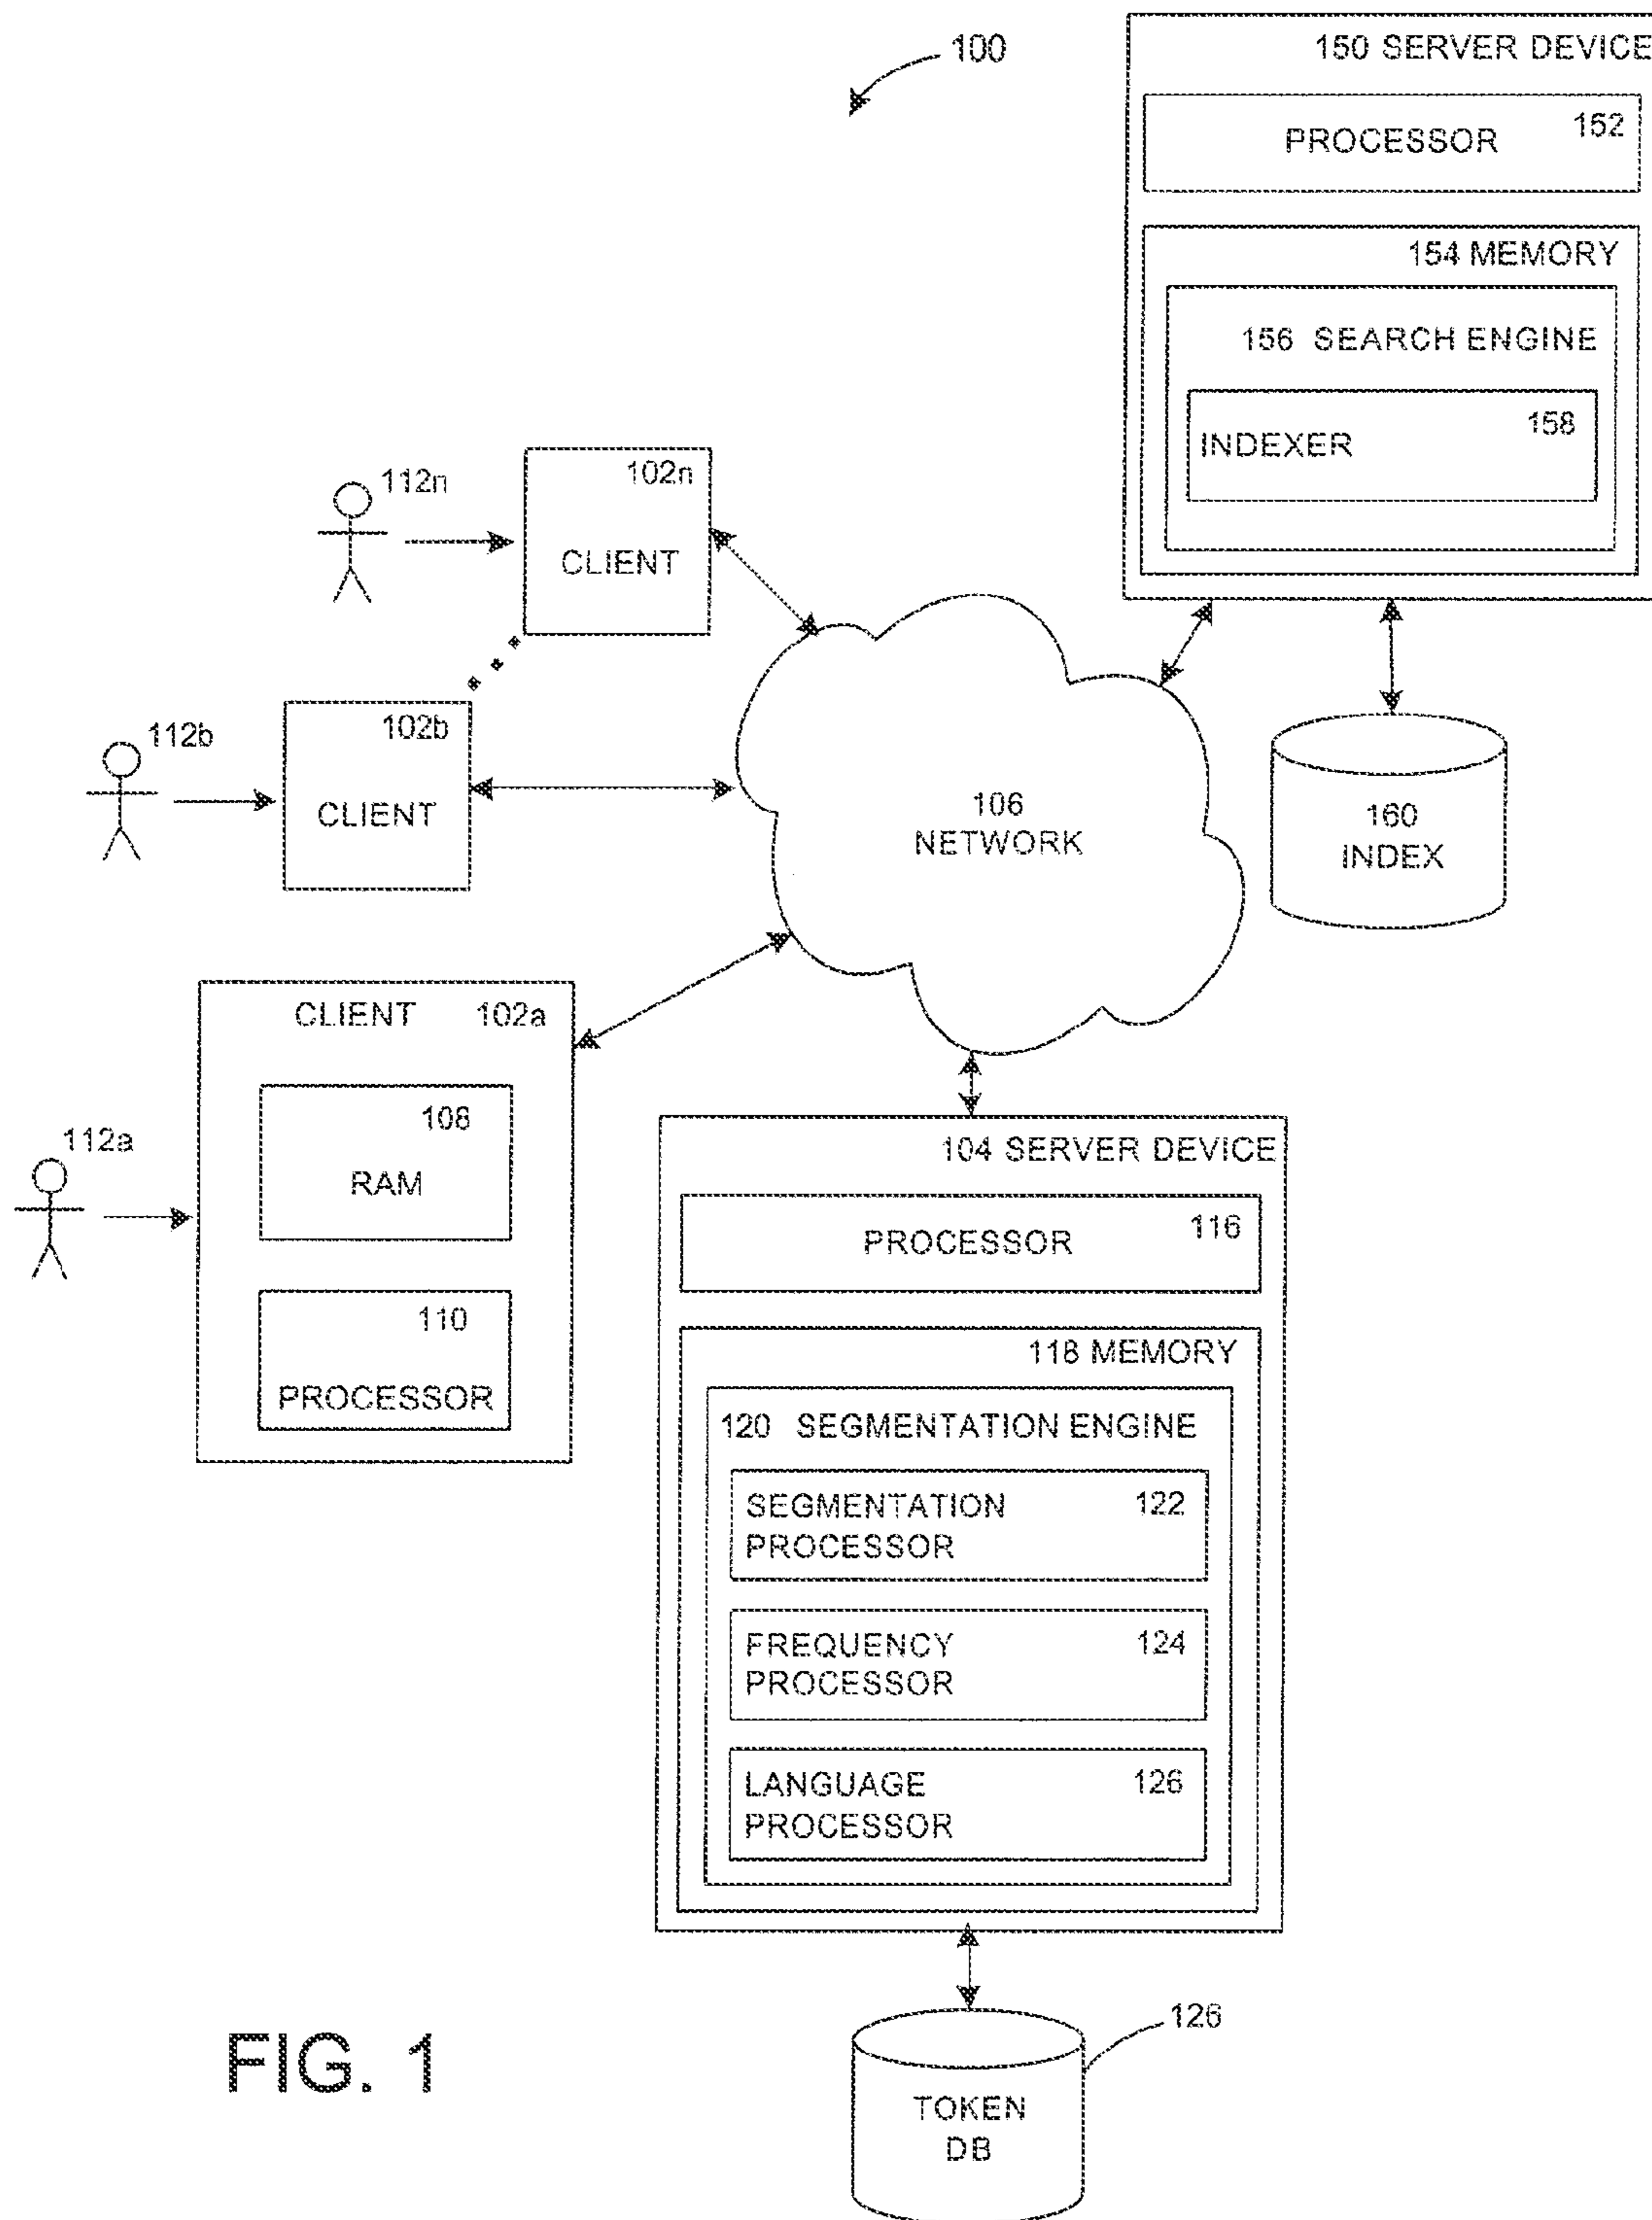 100
150 SERVER DEVICE
PROCESSOR 152
154 MEMORY
156 SEARCH ENGINE
INDEXER 158
112n
102n
CLIENT
112b
102b
CLIENT
106
NETWORK
160
INDEX
CLIENT 102a
108
RAM
112a
110
PROCESSOR
104 SERVER DEVICE
PROCESSOR 116
118 MEMORY
120 SEGMENTATION ENGINE
SEGMENTATION 122
PROCESSOR
FREQUENCY 124
PROCESSOR
LANGUAGE 126
PROCESSOR
126
TOKEN
DB
FIG. 1